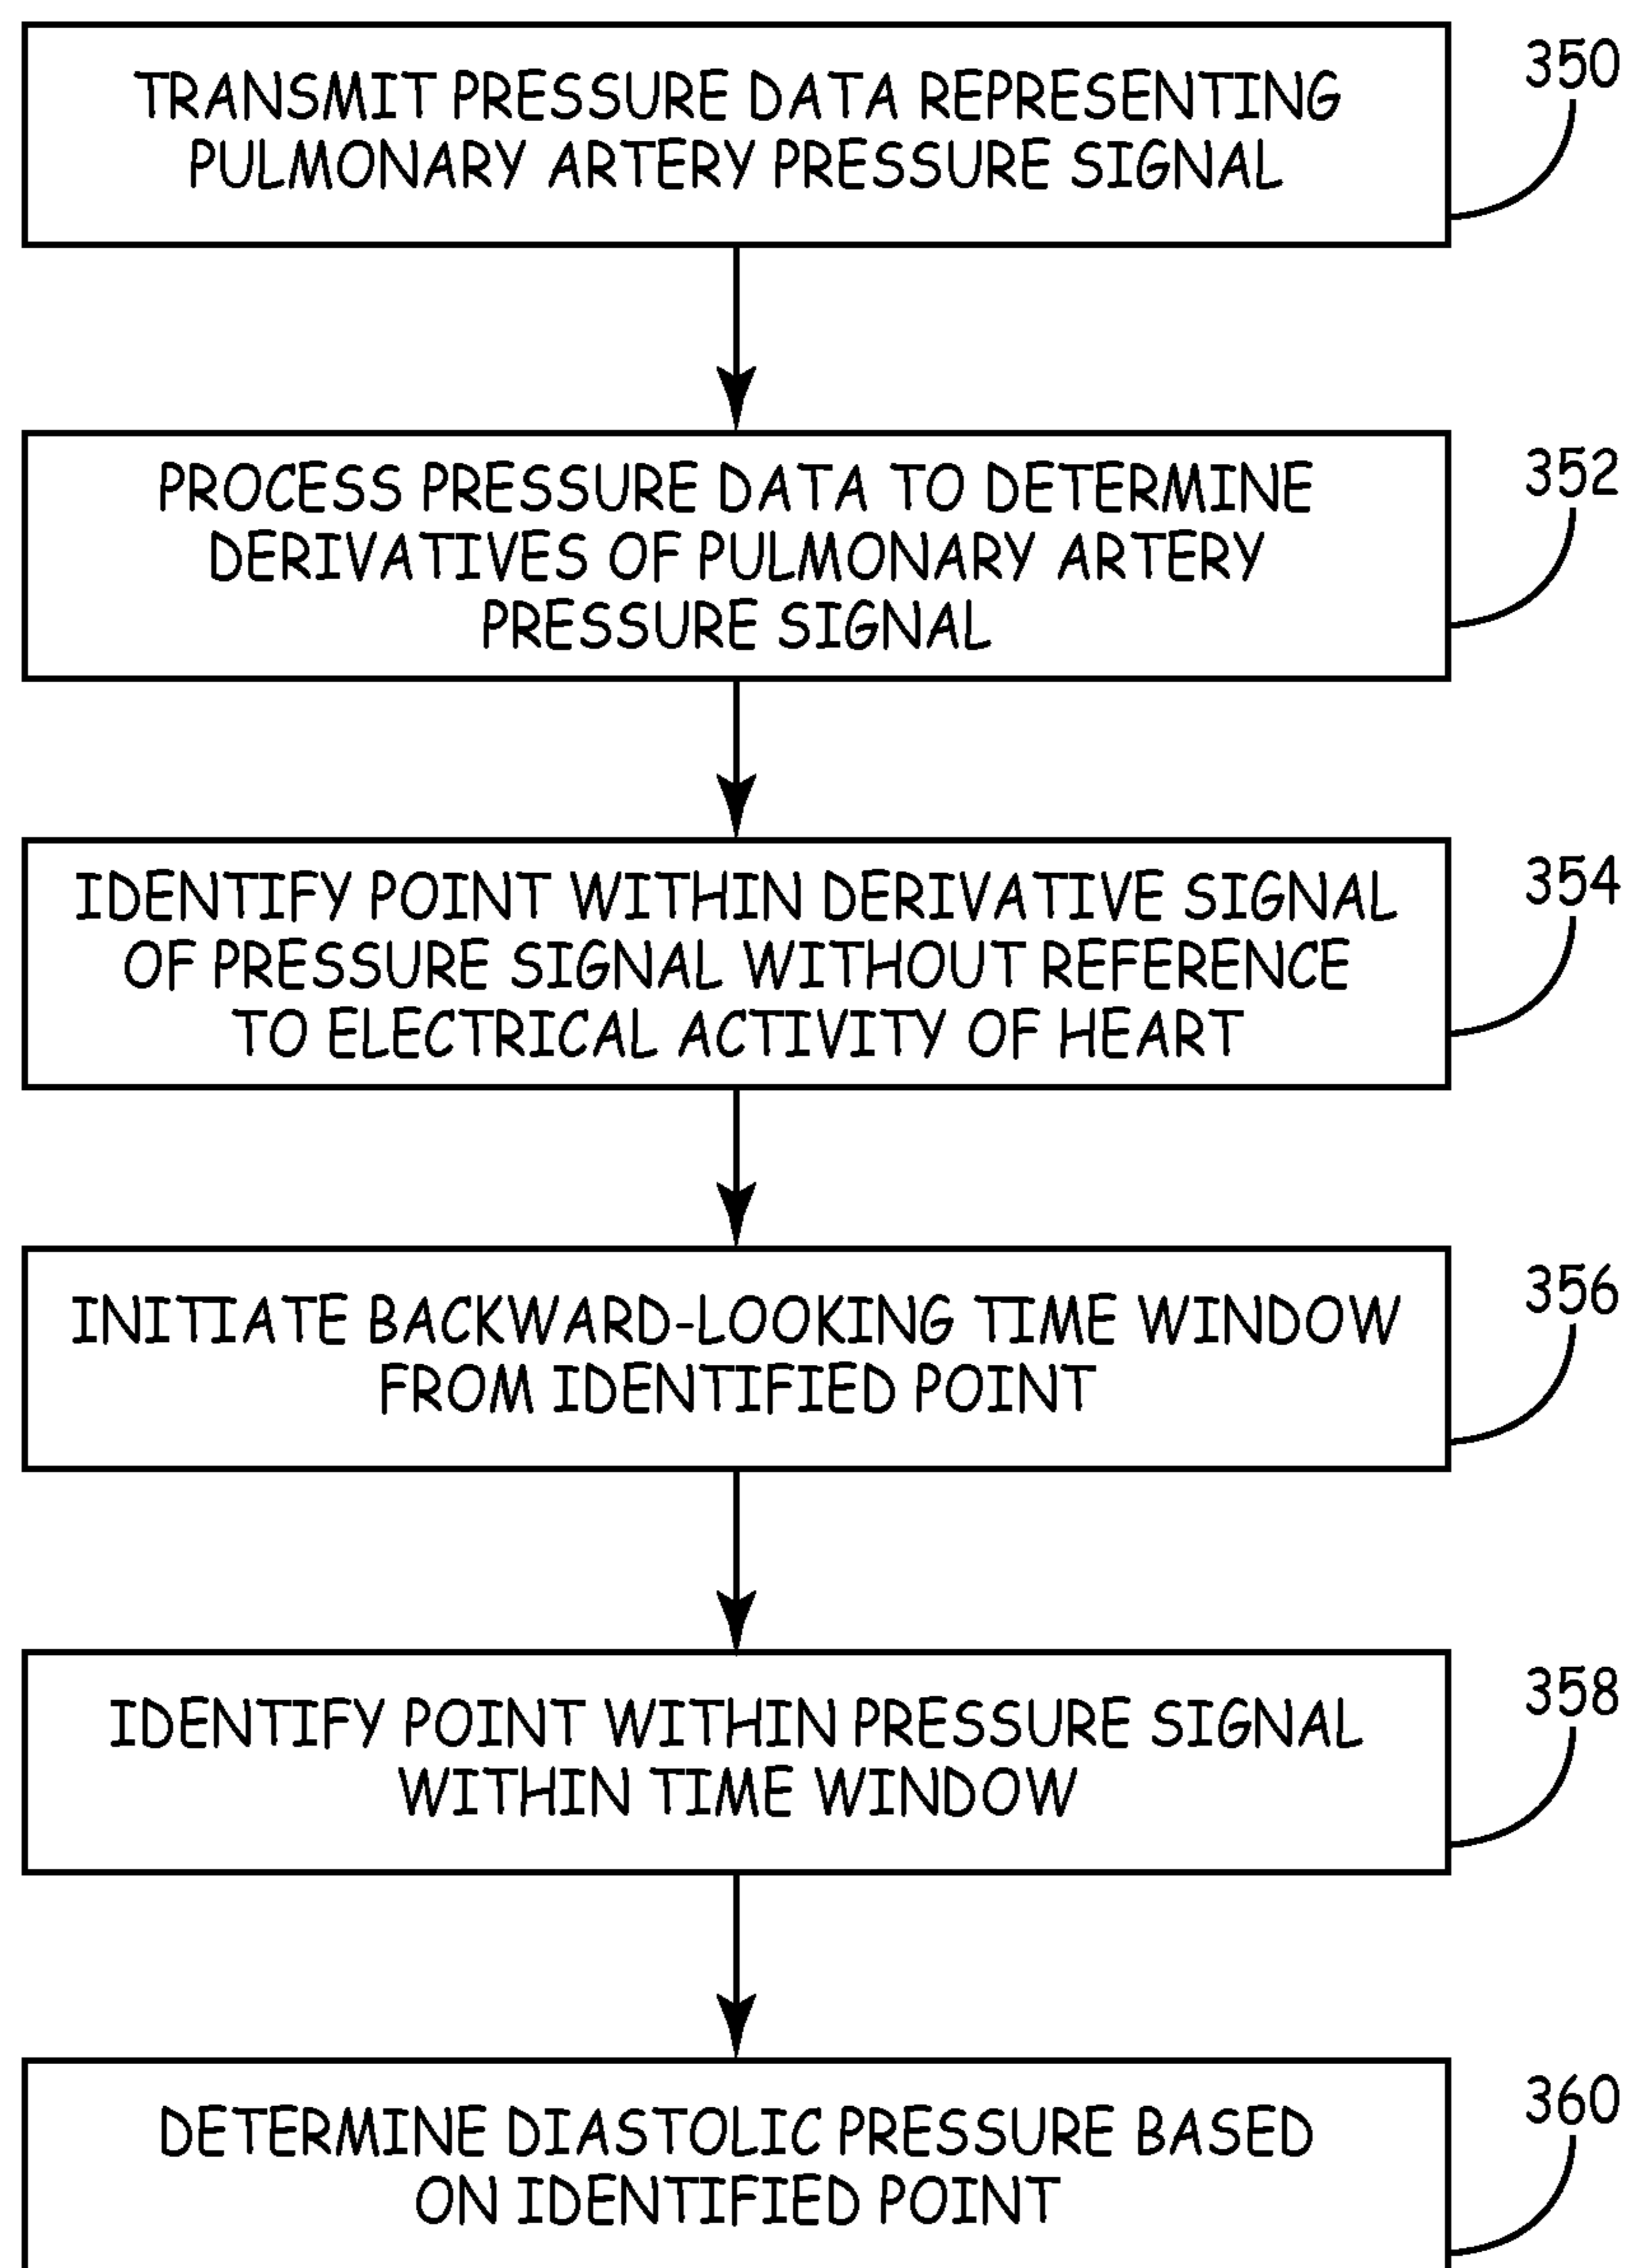 TRANSMIT PRESSURE DATA REPRESENTING
PULMONARY ARTERY PRESSURE SIGNAL
350
PROCESS PRESSURE DATA TO DETERMINE
DERIVATIVES OF PULMONARY ARTERY
PRESSURE SIGNAL
352
IDENTIFY POINT WITHIN DERIVATIVE SIGNAL
OF PRESSURE SIGNAL WITHOUT REFERENCE
TO ELECTRICAL ACTIVITY OF HEART
354
INITIATE BACKWARD-LOOKING TIME WINDOW
FROM IDENTIFIED POINT
356
IDENTIFY POINT WITHIN PRESSURE SIGNAL
WITHIN TIME WINDOW
358
DETERMINE DIASTOLIC PRESSURE BASED
ON IDENTIFIED POINT
360